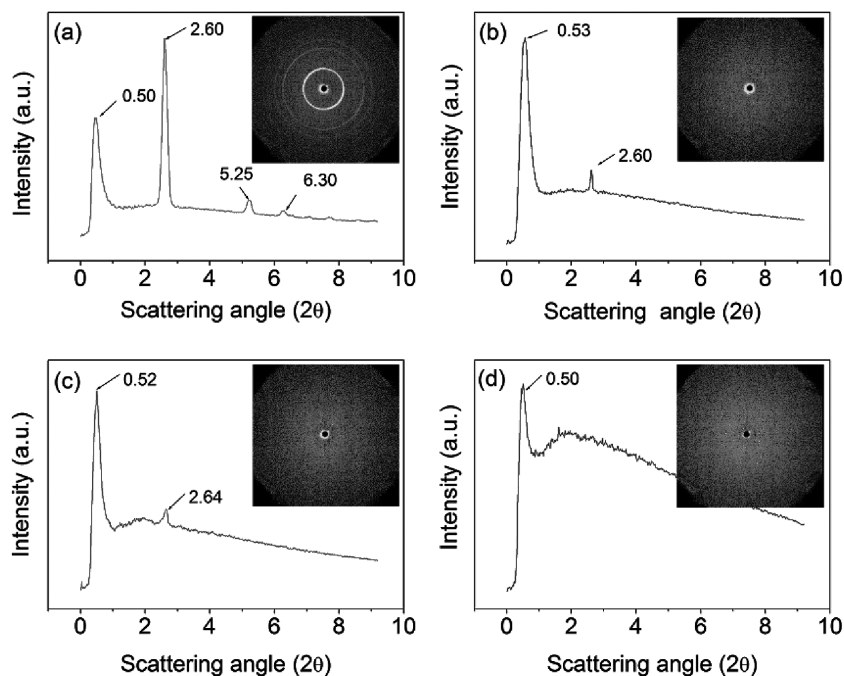 (a)
2.60
0.50
5.25
6.30
Intensity (a.u.)
0 2 4 6 8 10
Scattering angle (2θ)
(b)
0.53
2.60
Intensity (a.u.)
0 2 4 6 8 10
Scattering angle (2θ)
(c)
0.52
2.64
Intensity (a.u.)
0 2 4 6 8 10
Scattering angle (2θ)
(d)
0.50
Intensity (a.u.)
0 2 4 6 8 10
Scattering angle (2θ)